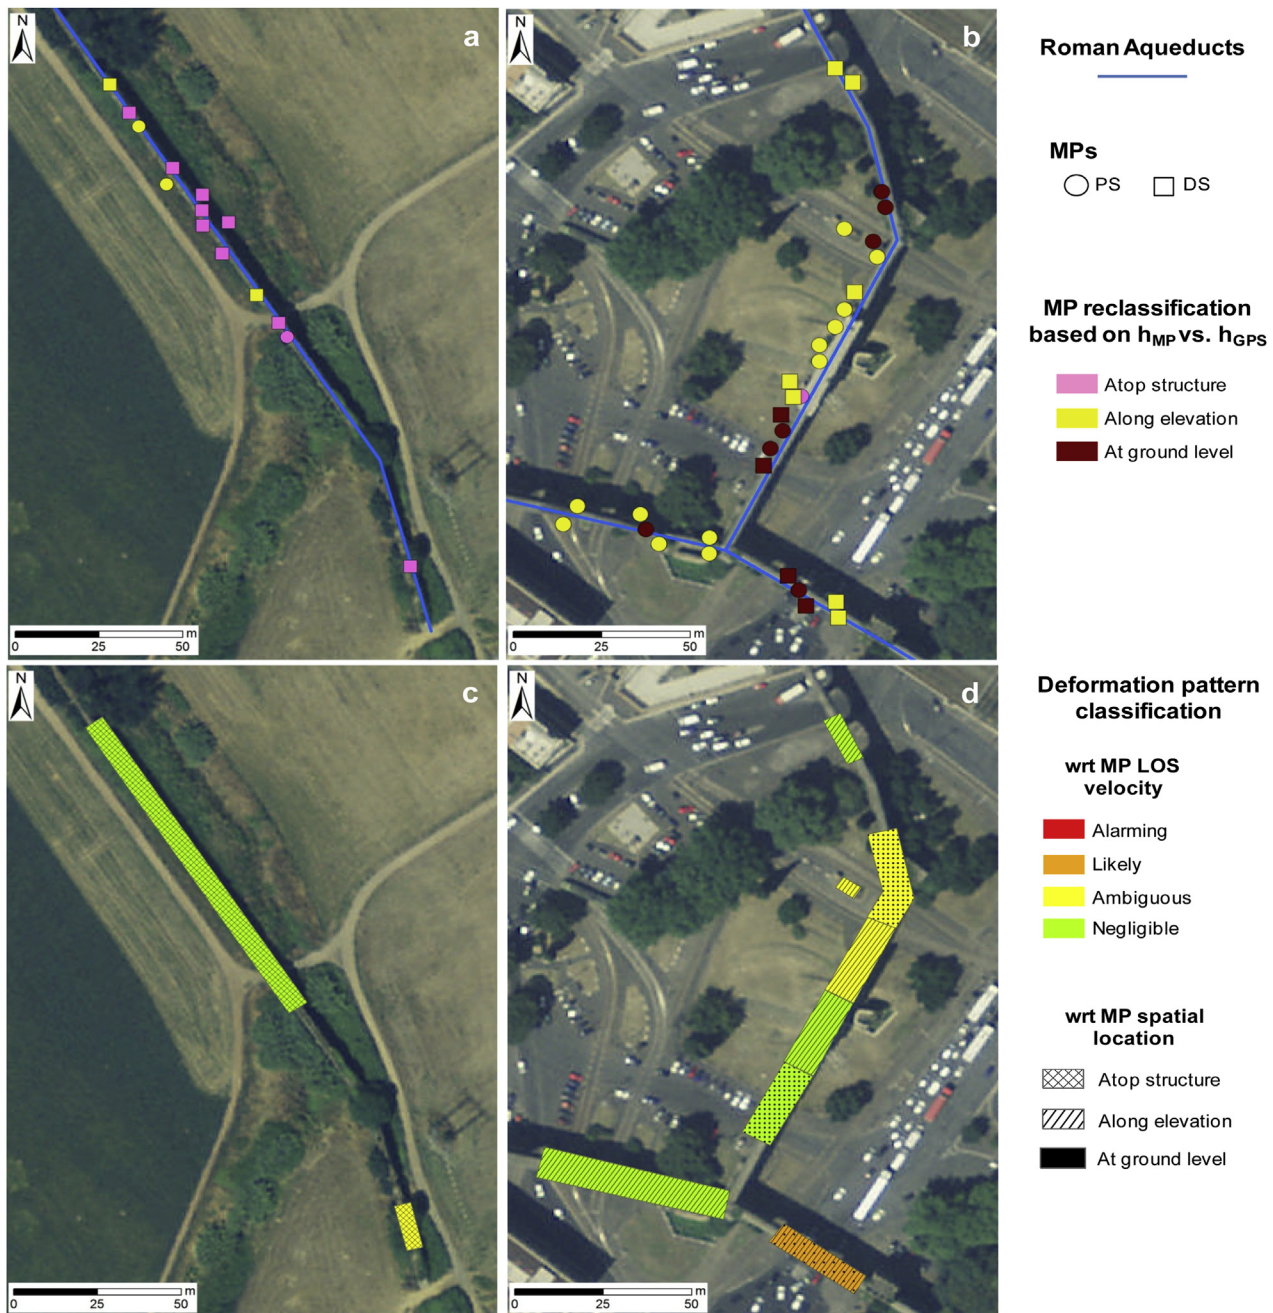 N
a
0 25 50 m
N
b
0 25 50 m
Roman Aqueducts
MPs
PS DS
MP reclassification
based on hMP vs. hGPS
Atop structure
Along elevation
At ground level
N
c
0 25 50 m
N
d
0 25 50 m
Deformation pattern
classification
wrt MP LOS
velocity
Alarming
Likely
Ambiguous
Negligible
wrt MP spatial
location
Atop structure
Along elevation
At ground level